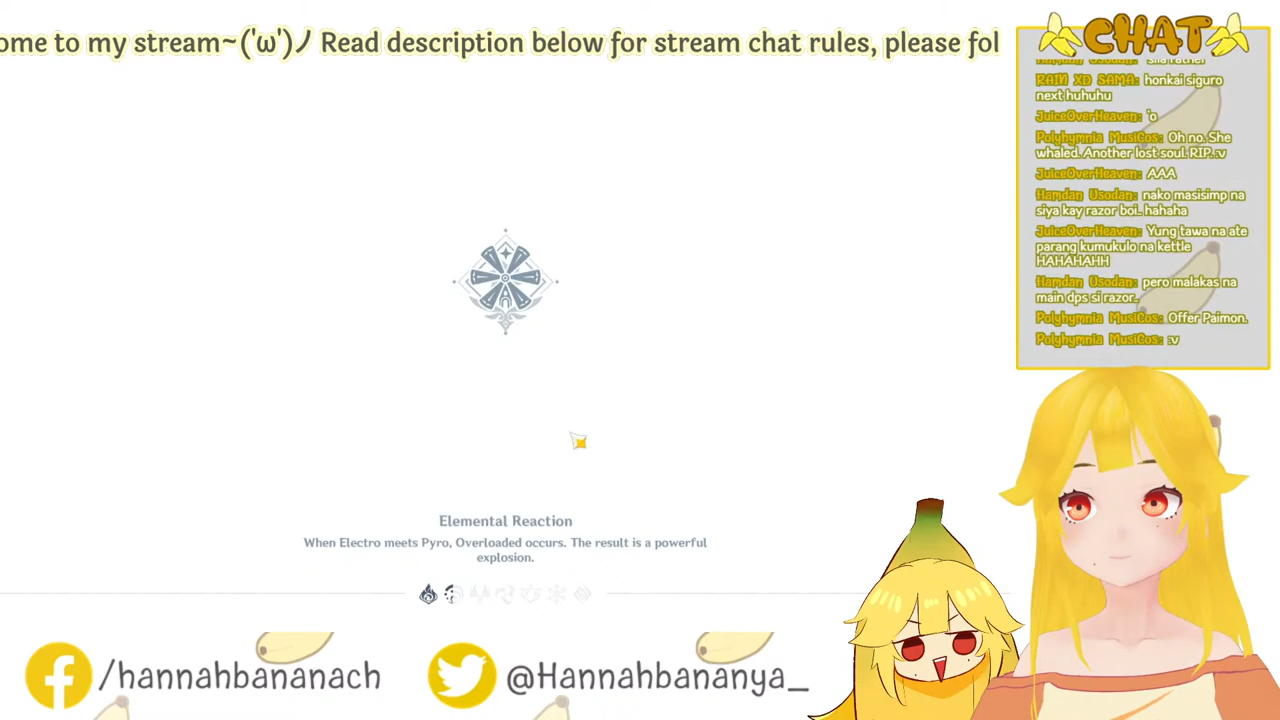 ome to my stream~('ω')ノ Read description below for stream chat rules, please fol
CHAT
RAIN XD SAMA: honkai siguro
next huhuhu
JuiceOverHeaven: 'o
Polyhymnia MusiCos: Oh no. She
whaled. Another lost soul. RIP. :v
JuiceOverHeaven: AAA
Hamdan Usodan: nako masisimp na
siya kay razor boi.. hahaha
JuiceOverHeaven: Yung tawa na ate
parang kumukulo na kettle
HAHAHAHH
Hamdan Usodan: pero malakas na
main dps si razor..
Polyhymnia MusiCos: Offer Paimon.
Polyhymnia MusiCos: :v
Elemental Reaction
When Electro meets Pyro, Overloaded occurs. The result is a powerful
explosion.
/hannahbananach
@Hannahbananya_